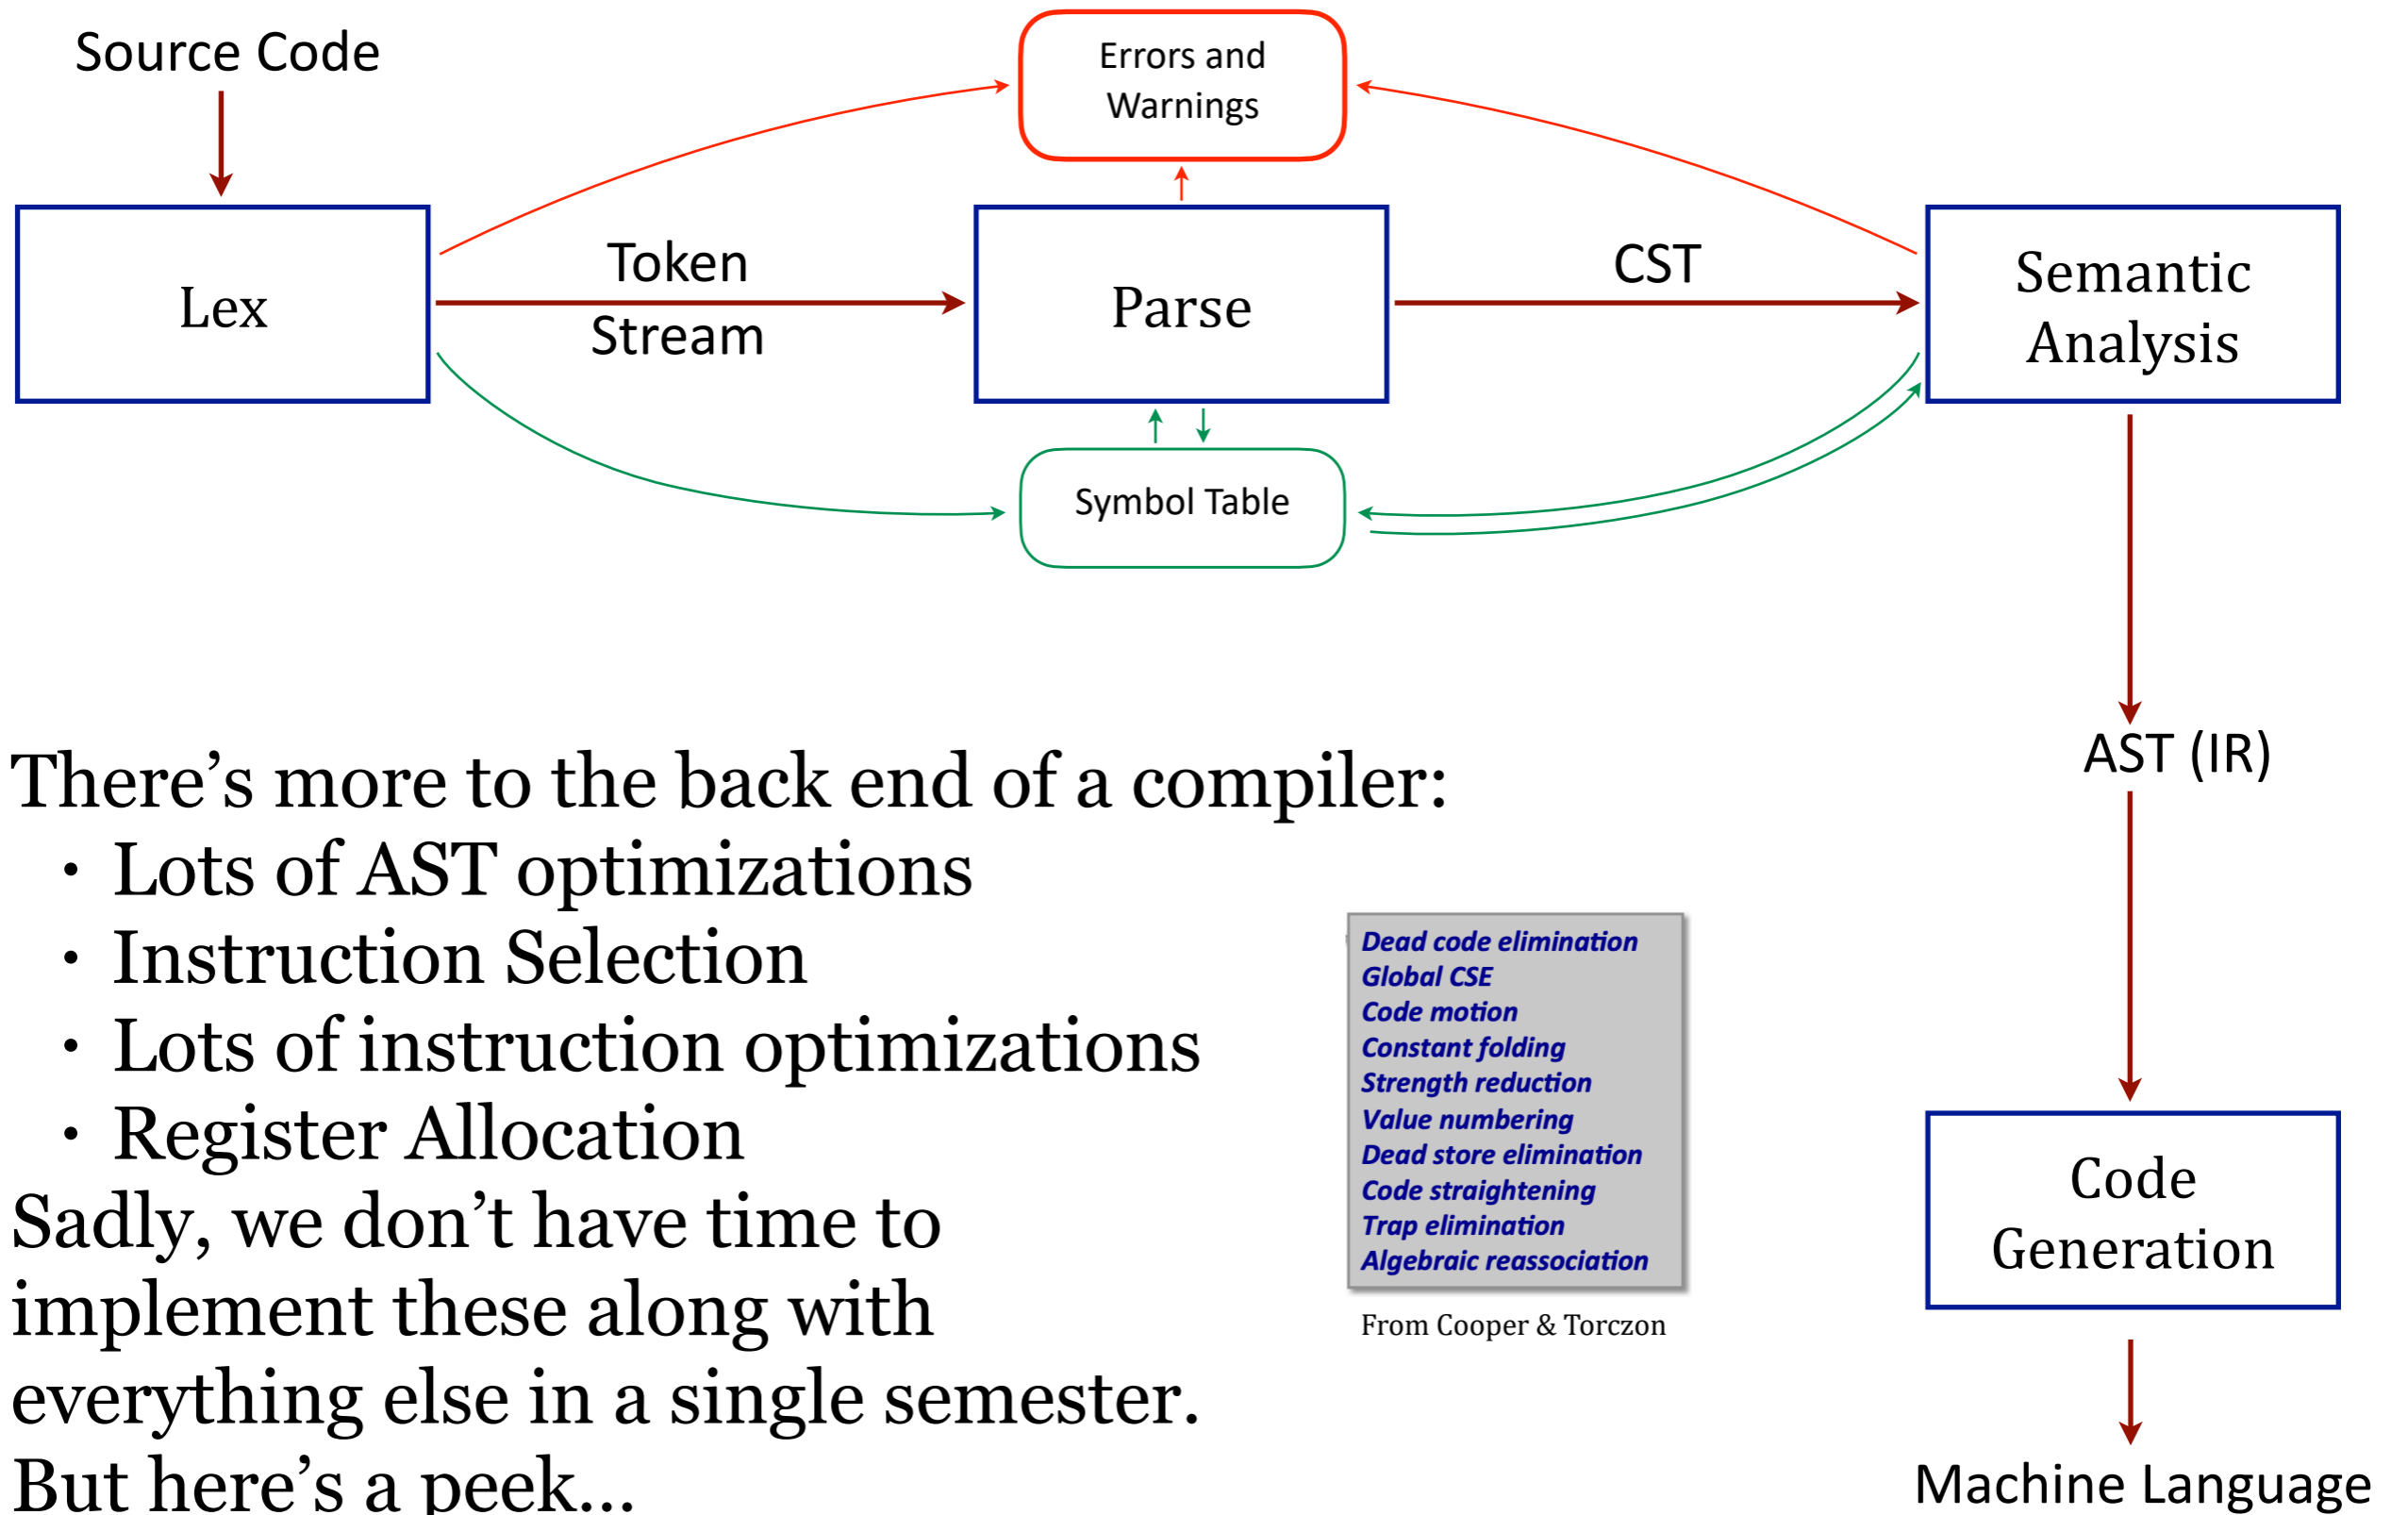 Source Code
Errors and
Warnings
Lex
Token
Stream
Parse
CST
Semantic
Analysis
Symbol Table
AST (IR)
There’s more to the back end of a compiler:
• Lots of AST optimizations
• Instruction Selection
• Lots of instruction optimizations
• Register Allocation
Sadly, we don’t have time to
implement these along with
everything else in a single semester.
But here’s a peek...
Dead code elimination
Global CSE
Code motion
Constant folding
Strength reduction
Value numbering
Dead store elimination
Code straightening
Trap elimination
Algebraic reassociation
From Cooper & Torczon
Code
Generation
Machine Language